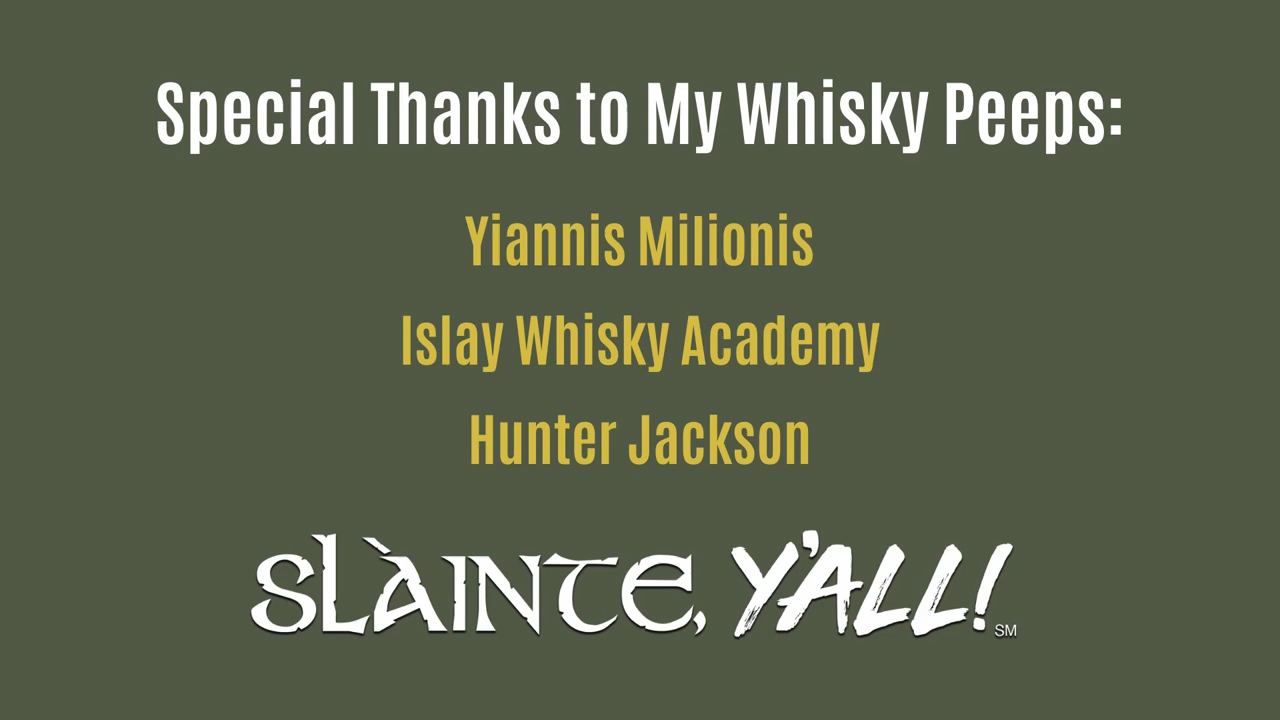 Special Thanks to My Whisky Peeps:
Yiannis Milionis
Islay Whisky Academy
Hunter Jackson
SLÀINTE, Y'ALL! SM